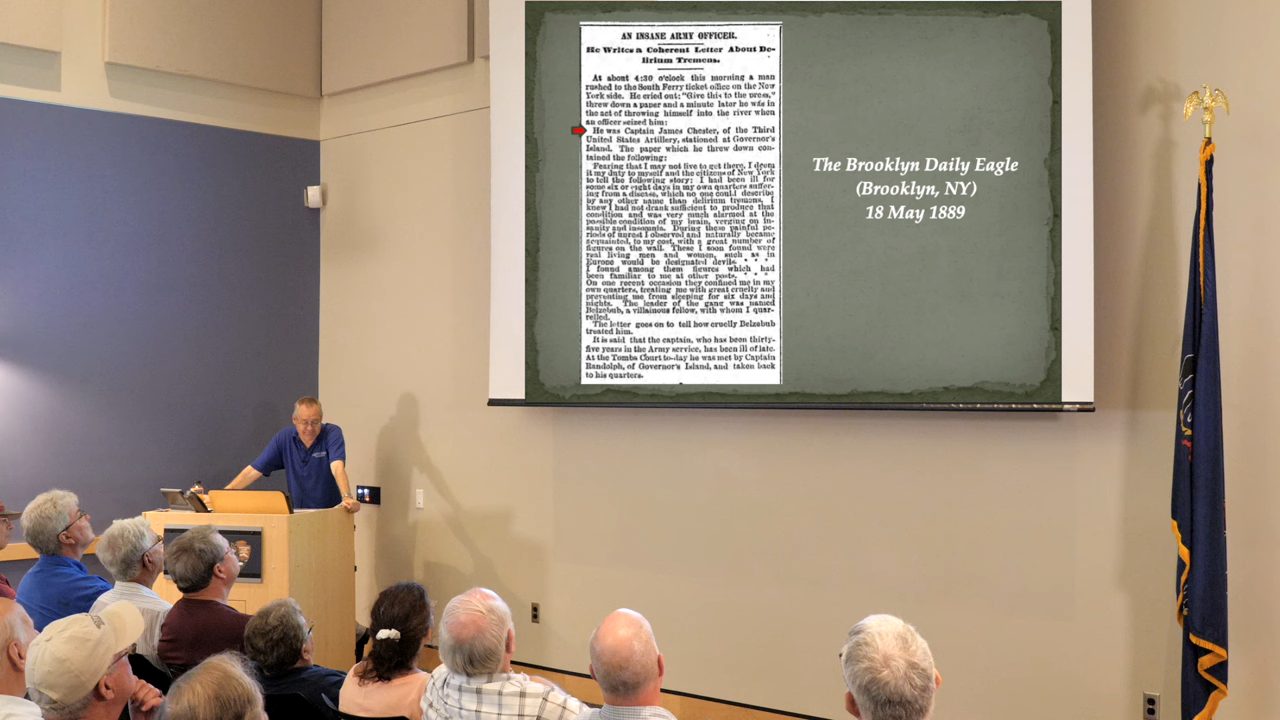 AN INSANE ARMY OFFICER.
He Writes a Coherent Letter About De-
lirium Tremens.
At about 4:30 o'clock this morning a man
rushed to the South Ferry ticket office on the New
York side. He cried out: "Give this to the press,"
threw down a paper and a minute later he was in
the act of throwing himself into the river when
an officer seized him:
He was Captain James Chester, of the Third
United States Artillery, stationed at Governor's
Island. The paper which he threw down con-
tained the following:
Fearing that I may not live to get there, I deem
it my duty to myself and the citizens of New York
to tell the following story: I had been ill for
some six or eight days in my own quarters suffer-
ing from a disease, which no one could describe
by any other name than delirium tremans. I
knew I had not drank sufficient to produce that
condition and was very much alarmed at the
possible condition of my brain, verging on in-
sanity and insomnia. During these painful pe-
riods of unrest I observed and naturally became
acquainted, to my cost, with a great number of
figures on the wall. These I soon found were
real living men and women, such as in
Europe would be designated devils. * * *
I found among them figures which had
been familiar to me at other posts. * * *
On one recent occasion they confined me in my
own quarters, treating me with great cruelty and
preventing me from sleeping for six days and
nights. The leader of the gang was named
Belzebub, a villainous fellow, with whom I quar-
relled.
The letter goes on to tell how cruelly Belzebub
treated him.
It is said that the captain, who has been thirty-
five years in the Army service, has been ill of late.
At the Tombs Court to-day he was met by Captain
Randolph, of Governor's Island, and taken back
to his quarters.
The Brooklyn Daily Eagle
(Brooklyn, NY)
18 May 1889